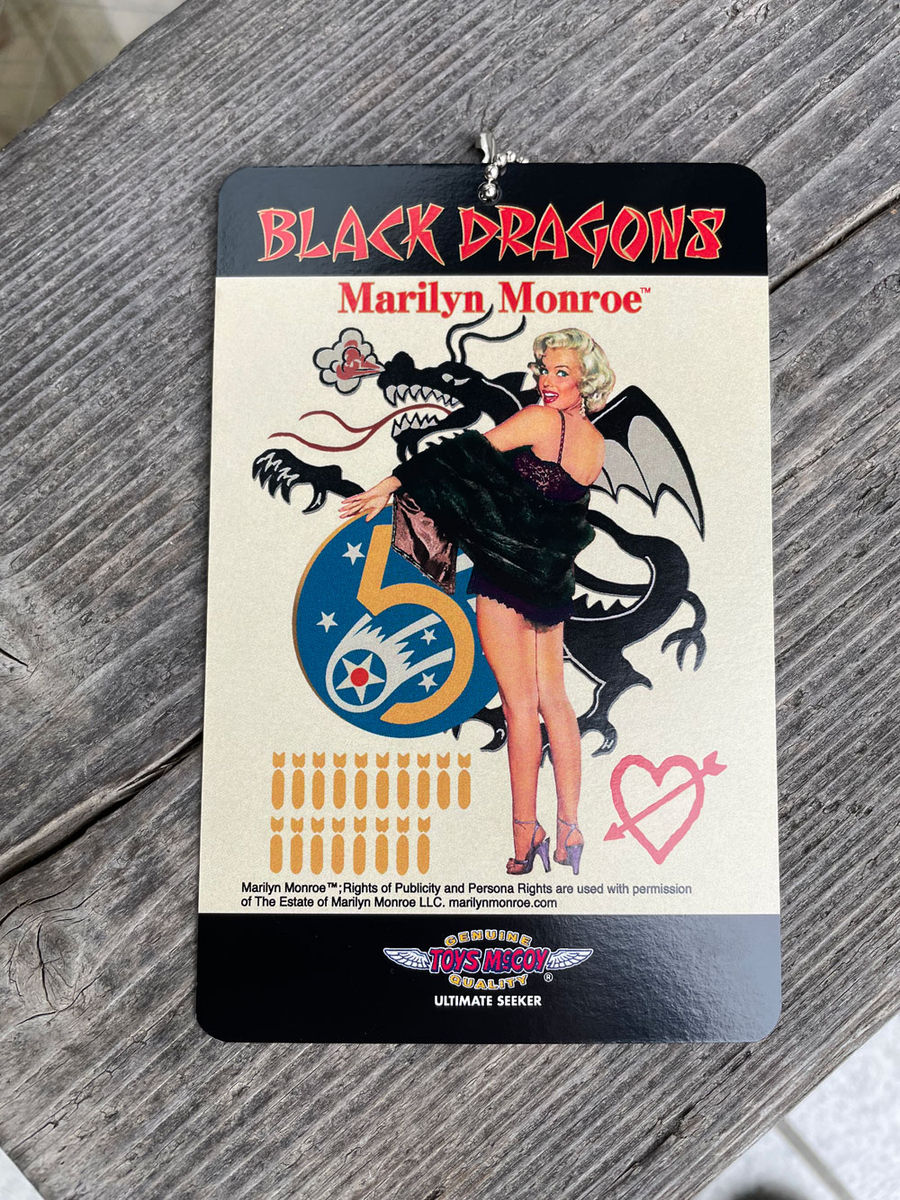 BLACK DRAGONS
Marilyn Monroe™
5
Marilyn Monroe™;Rights of Publicity and Persona Rights are used with permission
of The Estate of Marilyn Monroe LLC. marilynmonroe.com
GENUINE
TOYS McCOY
QUALITY ®
ULTIMATE SEEKER